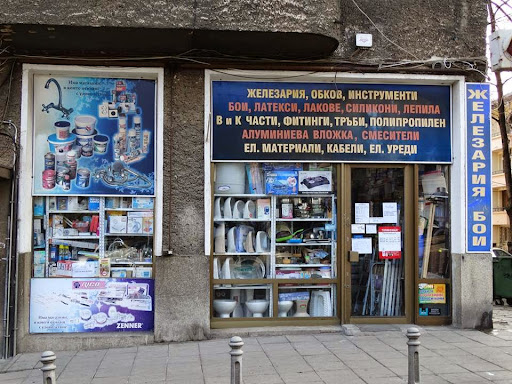 ЖЕЛЕЗАРИЯ, ОБКОВ, ИНСТРУМЕНТИ
БОИ, ЛАТЕКСИ, ЛАКОВЕ, СИЛИКОНИ, ЛЕПИЛА
В и К ЧАСТИ, ФИТИНГИ, ТРЪБИ, ПОЛИПРОПИЛЕН
АЛУМИНИЕВА ВЛОЖКА, СМЕСИТЕЛИ
ЕЛ. МАТЕРИАЛИ, КАБЕЛИ, ЕЛ. УРЕДИ
ЖЕЛЕЗАРИЯ БОИ
ZENNER